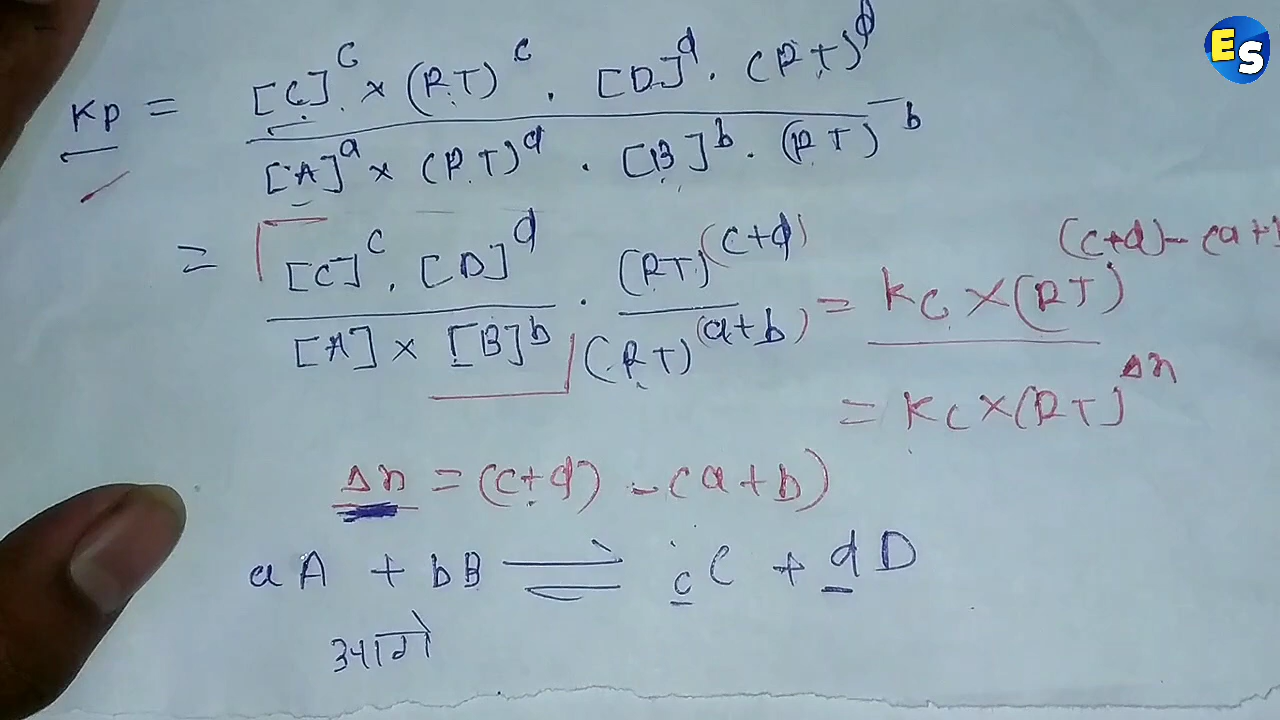 Kp = [C]^c × (RT)^c . [D]^d . (RT)^d / [A]^a × (RT)^a . [B]^b . (RT)^b
= [C]^c . [D]^d / [A] × [B]^b . (RT)^(c+d) / (RT)^(a+b) = Kc × (RT)^(c+d) - (a+
= Kc × (RT)^Δn
Δn = (c+d) - (a+b)
aA + bB ⇌ cC + dD
ES